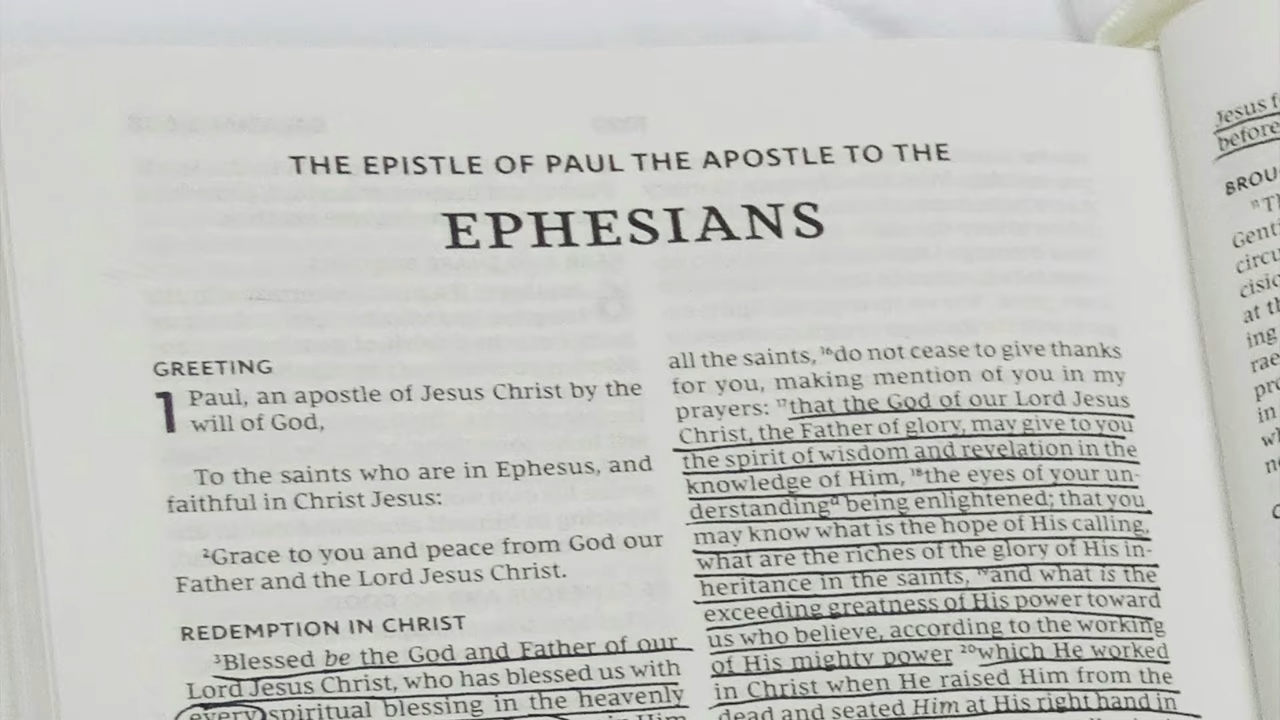 THE EPISTLE OF PAUL THE APOSTLE TO THE
EPHESIANS
GREETING
1 Paul, an apostle of Jesus Christ by the
will of God,
To the saints who are in Ephesus, and
faithful in Christ Jesus:
²Grace to you and peace from God our
Father and the Lord Jesus Christ.
REDEMPTION IN CHRIST
³Blessed be the God and Father of our
Lord Jesus Christ, who has blessed us with
every spiritual blessing in the heavenly
in Him
all the saints, ¹⁶do not cease to give thanks
for you, making mention of you in my
prayers: ¹⁷that the God of our Lord Jesus
Christ, the Father of glory, may give to you
the spirit of wisdom and revelation in the
knowledge of Him, ¹⁸the eyes of your un-
derstandingᵃ being enlightened; that you
may know what is the hope of His calling,
what are the riches of the glory of His in-
heritance in the saints, ¹⁹and what is the
exceeding greatness of His power toward
us who believe, according to the working
of His mighty power ²⁰which He worked
in Christ when He raised Him from the
dead and seated Him at His right hand in
Jesus
before
at
ing
in